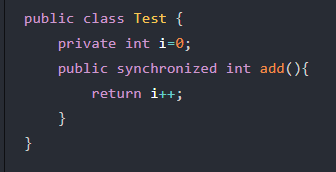 public class Test {
    private int i=0;
    public synchronized int add(){
        return i++;
    }
}